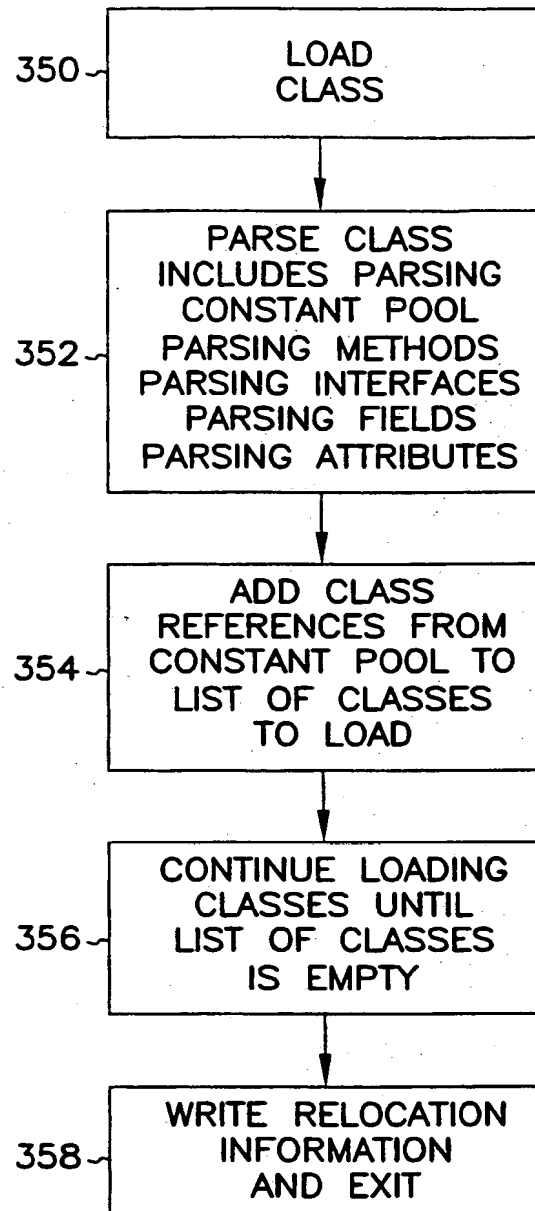 350
LOAD
CLASS
352
PARSE CLASS
INCLUDES PARSING
CONSTANT POOL
PARSING METHODS
PARSING INTERFACES
PARSING FIELDS
PARSING ATTRIBUTES
354
ADD CLASS
REFERENCES FROM
CONSTANT POOL TO
LIST OF CLASSES
TO LOAD
356
CONTINUE LOADING
CLASSES UNTIL
LIST OF CLASSES
IS EMPTY
358
WRITE RELOCATION
INFORMATION
AND EXIT